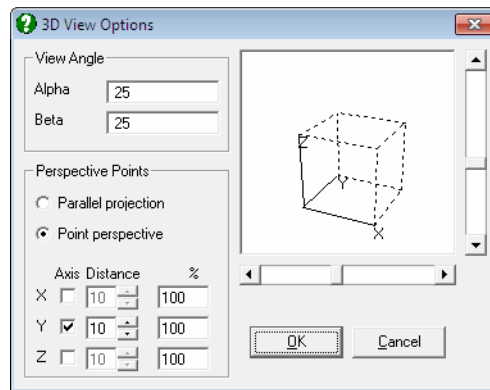 3D View Options
View Angle
Alpha 25
Beta 25
Perspective Points
Parallel projection
Point perspective
Axis Distance %
X 10 100
Y 10 100
Z 10 100
Z
Y
X
OK Cancel